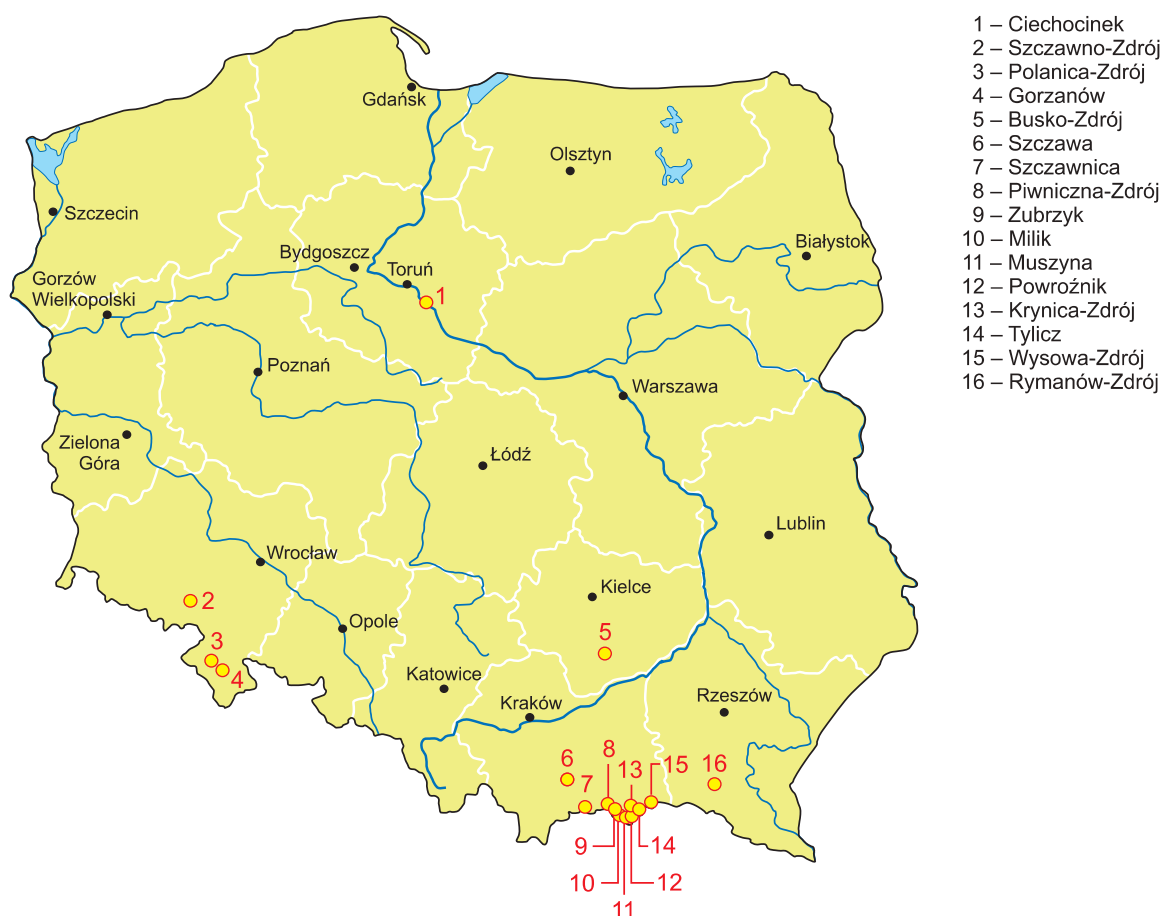 Gdańsk
Olsztyn
Szczecin
Bydgoszcz
Białystok
Toruń
Gorzów
Wielkopolski
1
Poznań
Warszawa
Zielona
Góra
Łódź
Lublin
Wrocław
Kielce
2
Opole
3
5
4
Katowice
Kraków
Rzeszów
6
8
13
15
16
7
9
14
10
12
11
1 – Ciechocinek
2 – Szczawno-Zdrój
3 – Polanica-Zdrój
4 – Gorzanów
5 – Busko-Zdrój
6 – Szczawa
7 – Szczawnica
8 – Piwniczna-Zdrój
9 – Zubrzyk
10 – Milik
11 – Muszyna
12 – Powroźnik
13 – Krynica-Zdrój
14 – Tylicz
15 – Wysowa-Zdrój
16 – Rymanów-Zdrój